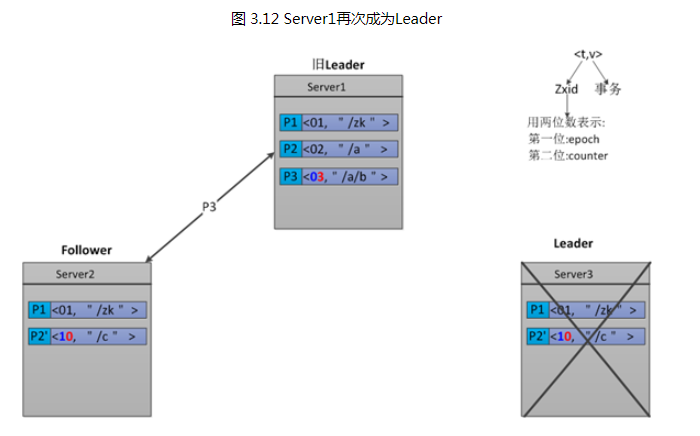 图 3.12 Server1再次成为Leader
旧Leader
Server1
P1 <01, "/zk" >
P2 <02, "/a" >
P3 <03, "/a/b" >
<t,v>
Zxid 事务
用两位数表示:
第一位:epoch
第二位:counter
P3
Follower
Server2
P1 <01, "/zk" >
P2' <10, "/c" >
Leader
Server3
P1 <01, "/zk" >
P2' <10, "/c" >